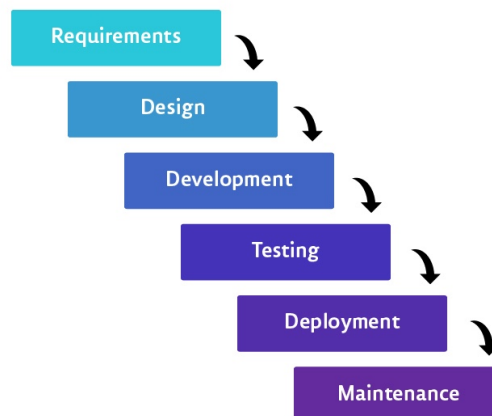 Requirements
Design
Development
Testing
Deployment
Maintenance